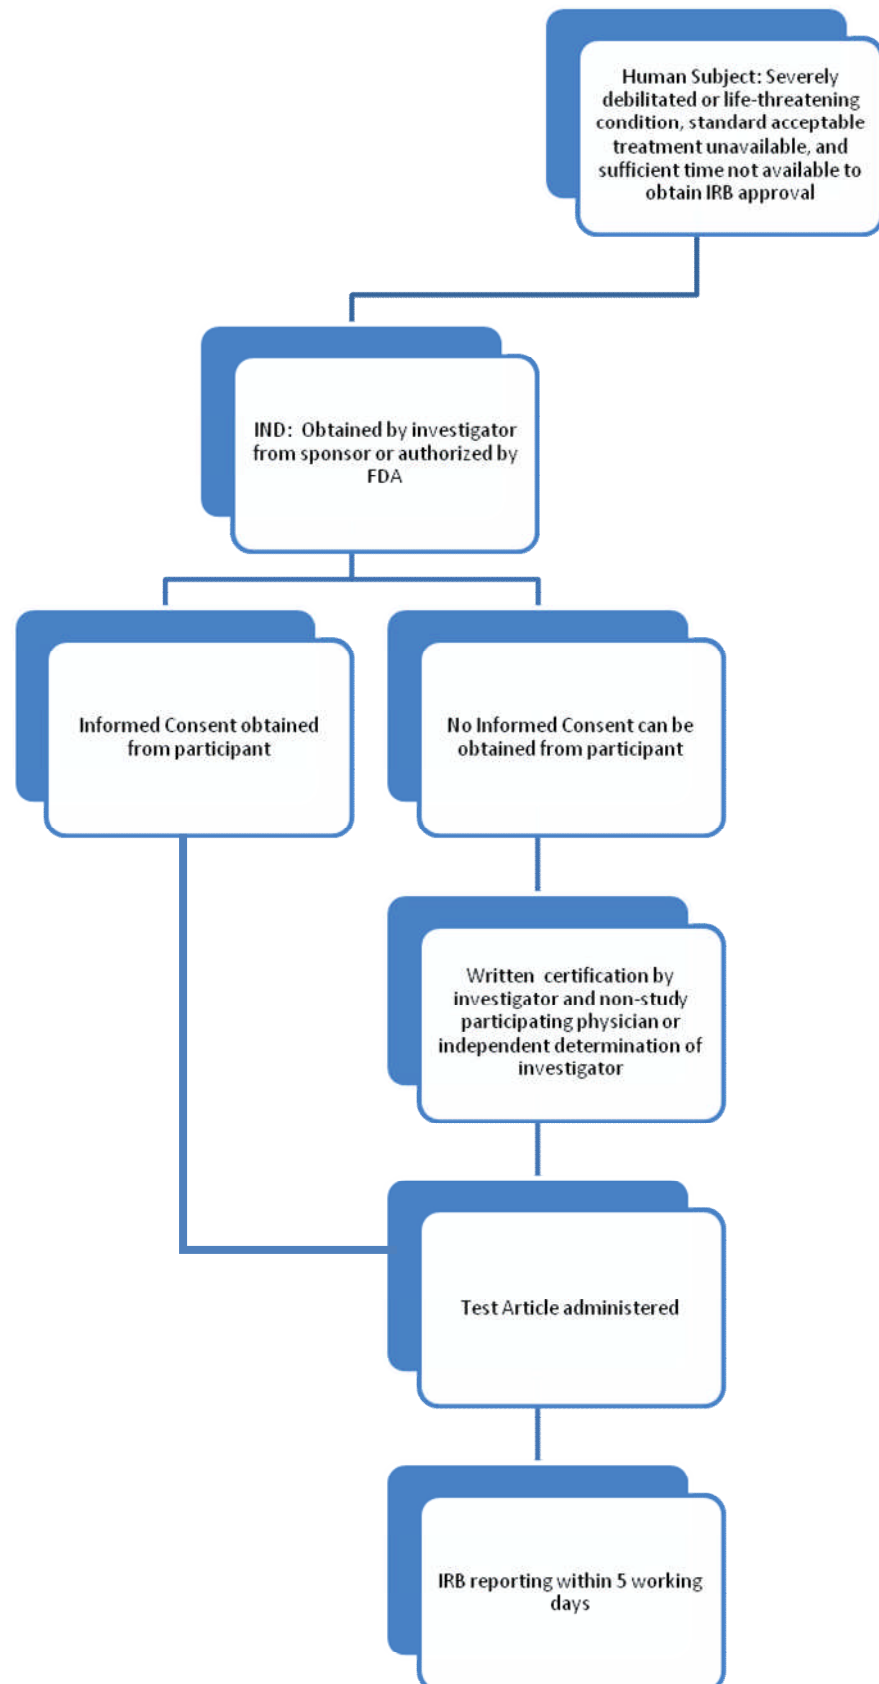 Human Subject: Severely
debilitated or life-threatening
condition, standard acceptable
treatment unavailable, and
sufficient time not available to
obtain IRB approval
IND:  Obtained by investigator
from sponsor or authorized by
FDA
Informed Consent obtained
from participant
No Informed Consent can be
obtained from participant
Written  certification by
investigator and non-study
participating physician or
independent determination of
investigator
Test Article administered
IRB reporting within 5 working
days